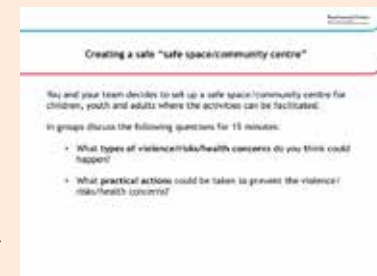 Creating a safe “safe space/community centre”
You and your team decides to set up a safe space/community centre for
children, youth and adults where the activities can be facilitated.
In groups discuss the following questions for 15 minutes:
• What types of violence/risks/health concerns do you think could
happen?
• What practical actions could be taken to prevent the violence/
risks/health concerns?